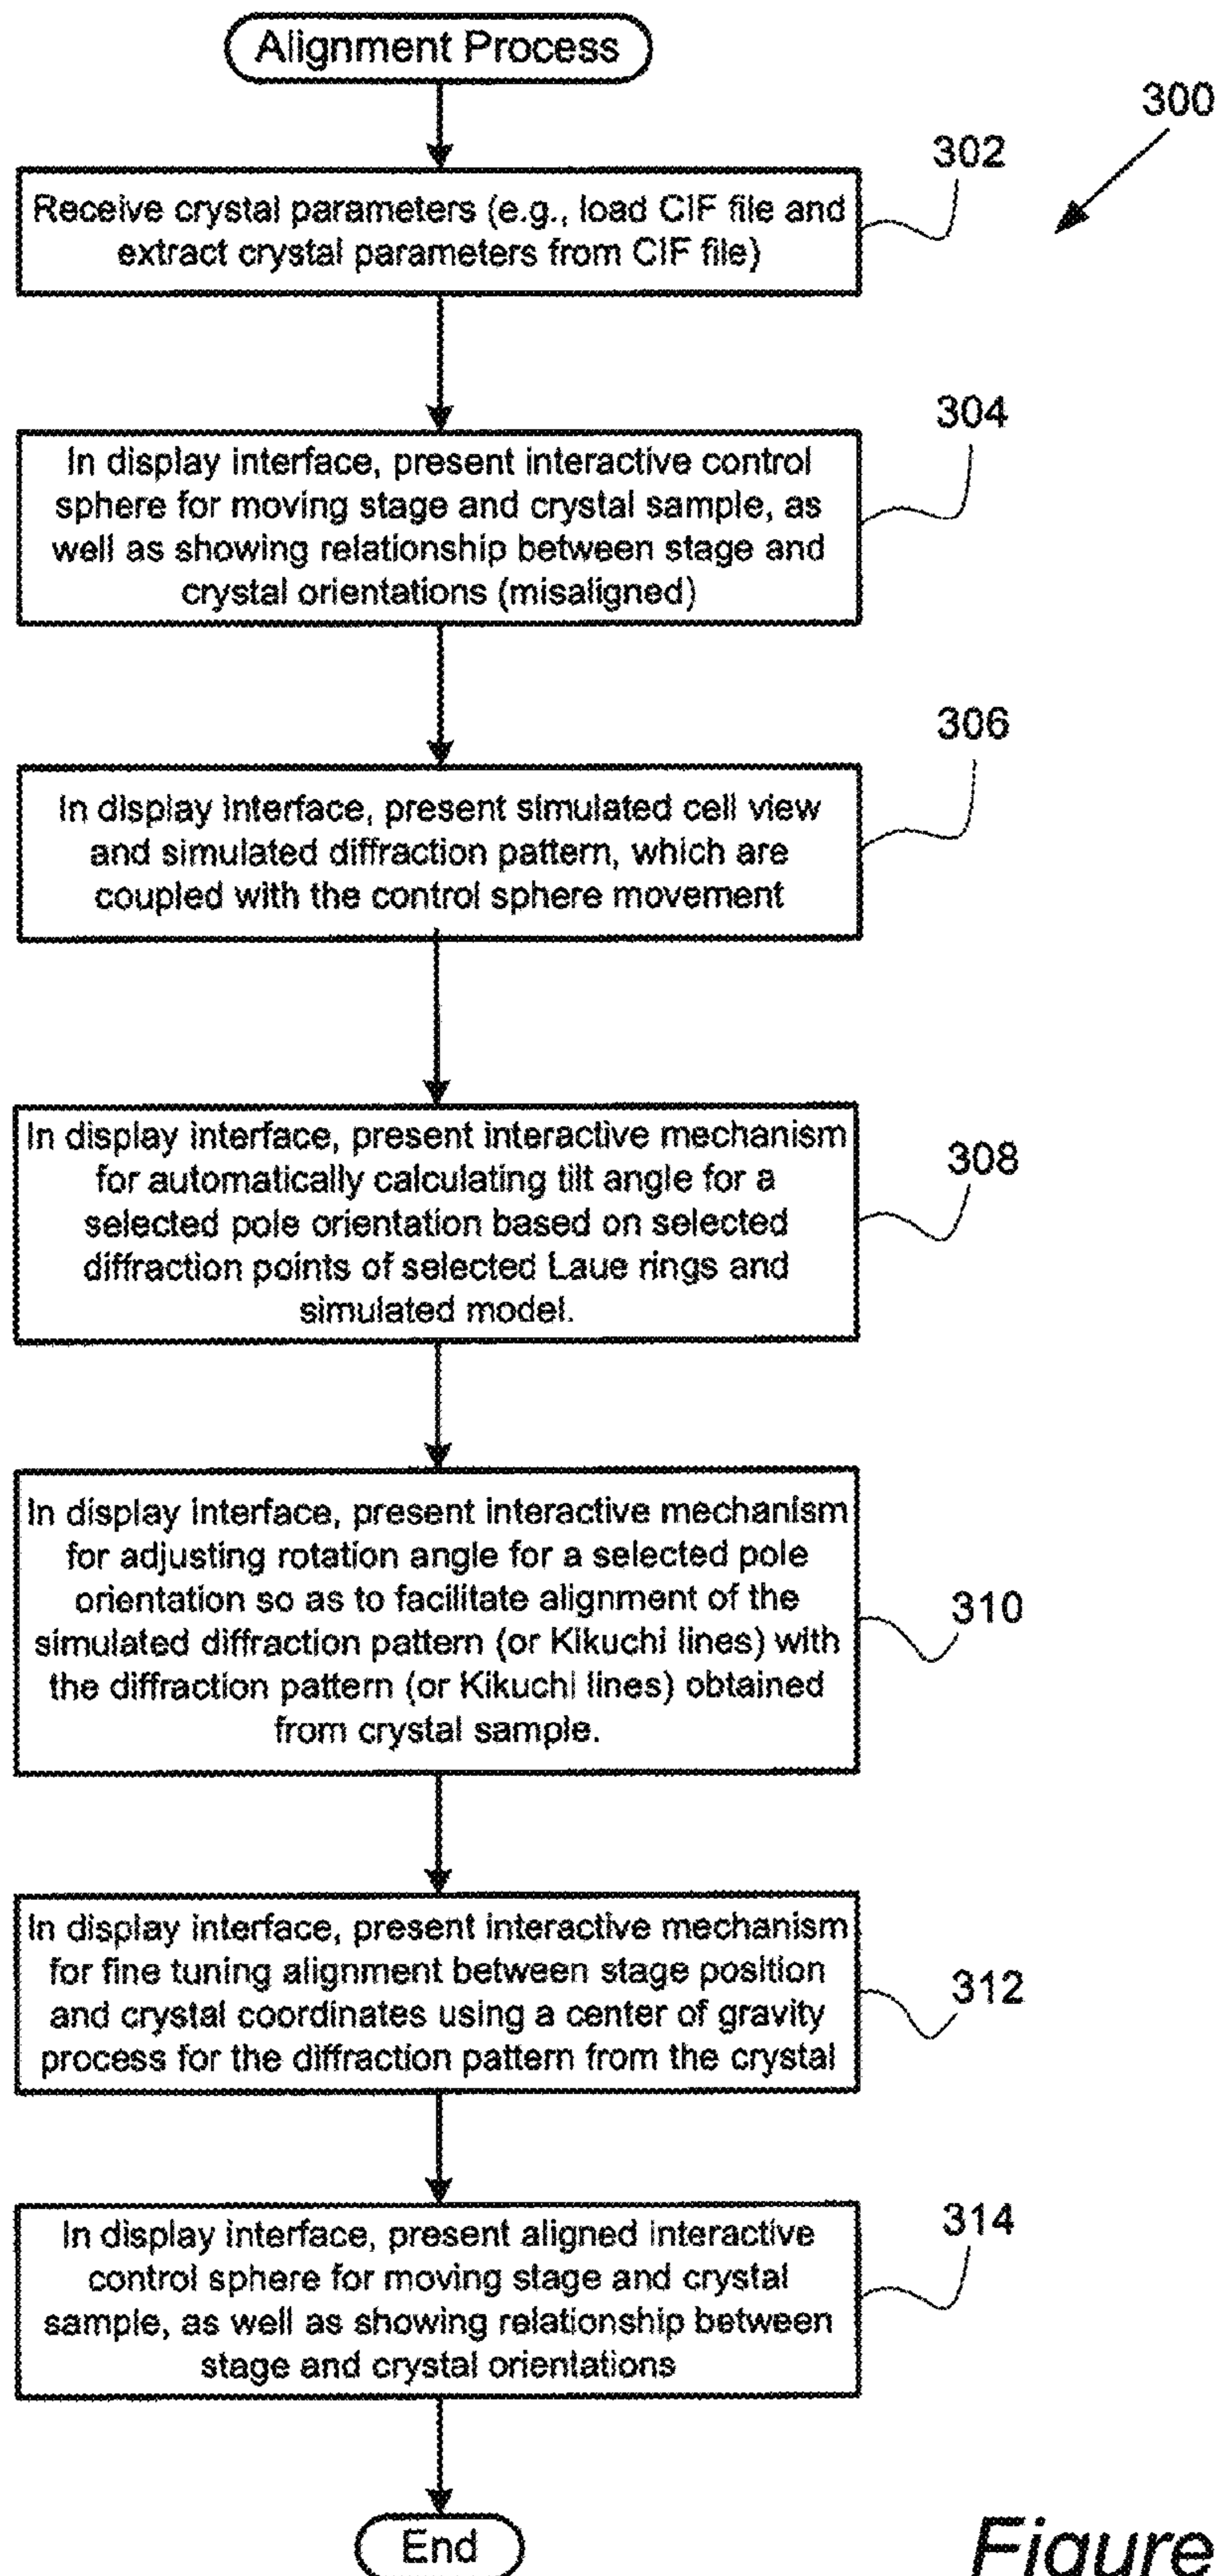 Alignment Process
300
302
Receive crystal parameters (e.g., load CIF file and
extract crystal parameters from CIF file)
304
In display interface, present interactive control
sphere for moving stage and crystal sample, as
well as showing relationship between stage and
crystal orientations (misaligned)
306
In display interface, present simulated cell view
and simulated diffraction pattern, which are
coupled with the control sphere movement
In display interface, present interactive mechanism
for automatically calculating tilt angle for a
selected pole orientation based on selected
diffraction points of selected Laue rings and
simulated model.
308
In display interface, present interactive mechanism
for adjusting rotation angle for a selected pole
orientation so as to facilitate alignment of the
simulated diffraction pattern (or Kikuchi lines) with
the diffraction pattern (or Kikuchi lines) obtained
from crystal sample.
310
In display interface, present interactive mechanism
for fine tuning alignment between stage position
and crystal coordinates using a center of gravity
process for the diffraction pattern from the crystal
312
In display interface, present aligned interactive
control sphere for moving stage and crystal
sample, as well as showing relationship between
stage and crystal orientations
314
End
Figure